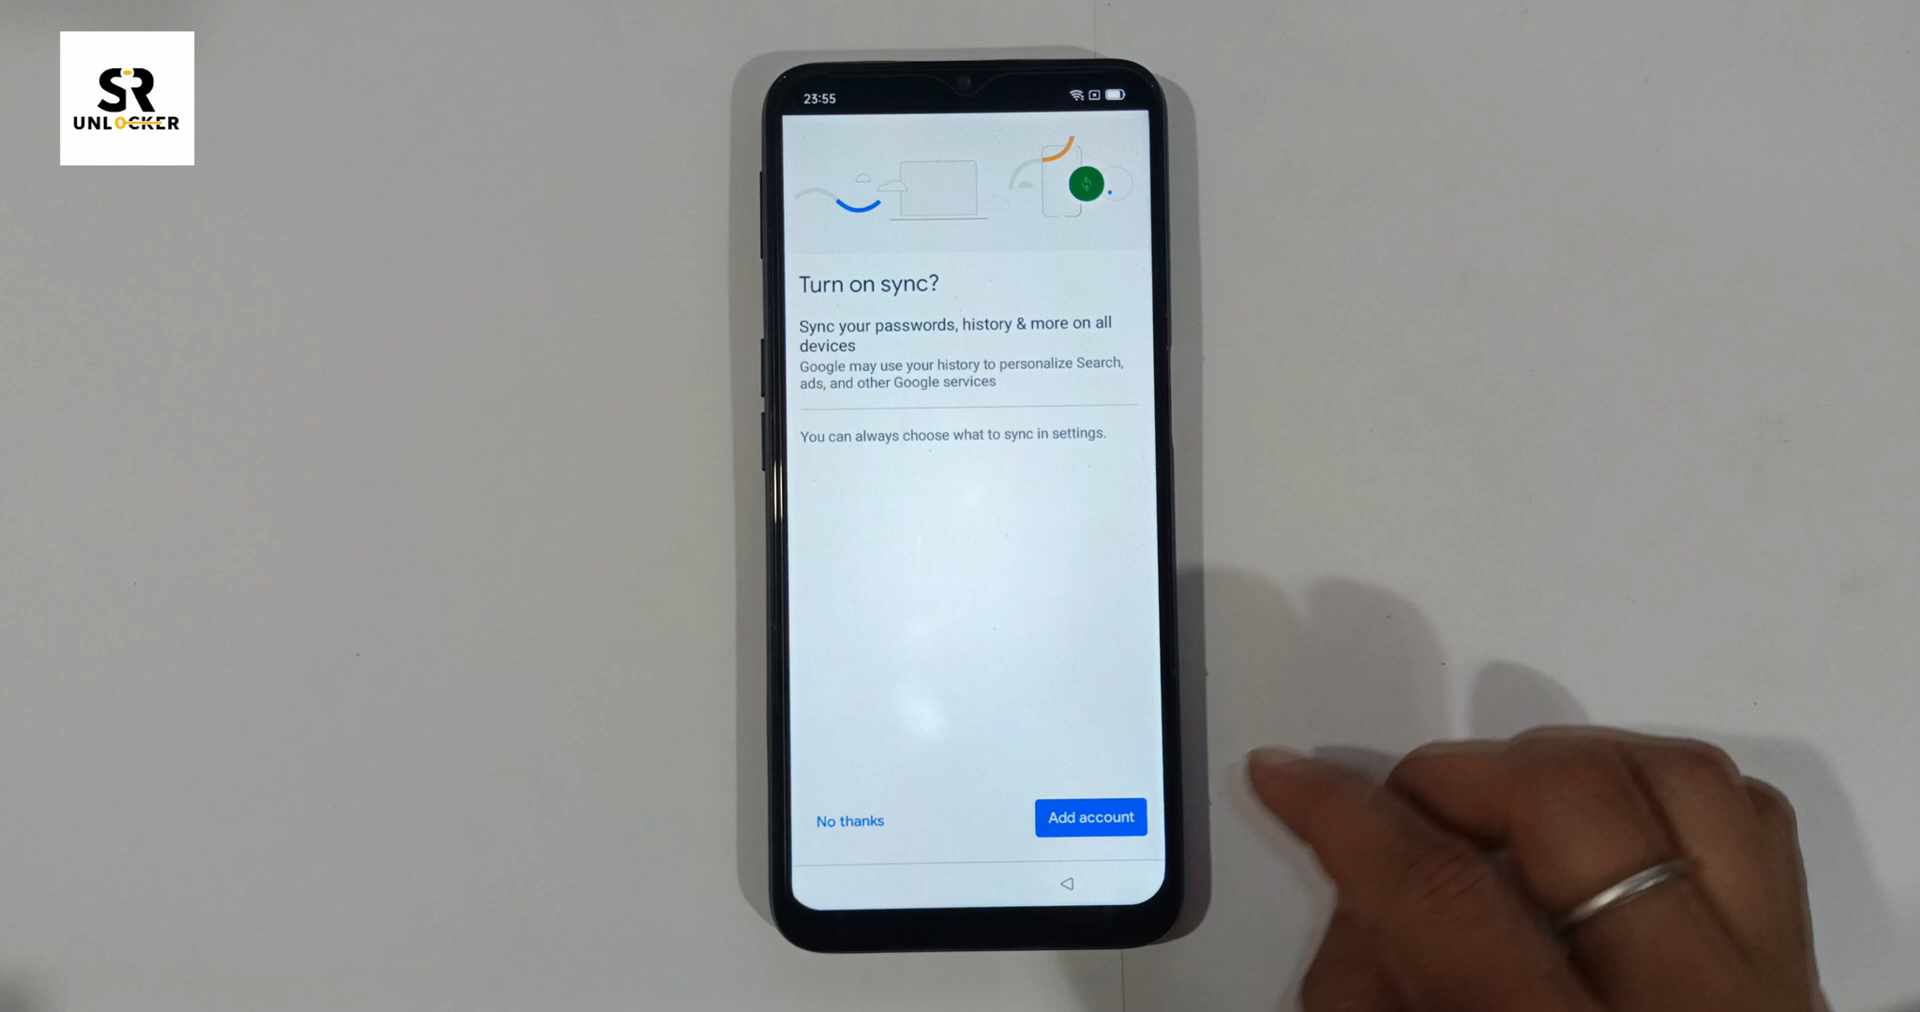 SR
UNLOCKER
23:55
Turn on sync?
Sync your passwords, history & more on all
devices
Google may use your history to personalize Search,
ads, and other Google services
You can always choose what to sync in settings.
No thanks
Add account